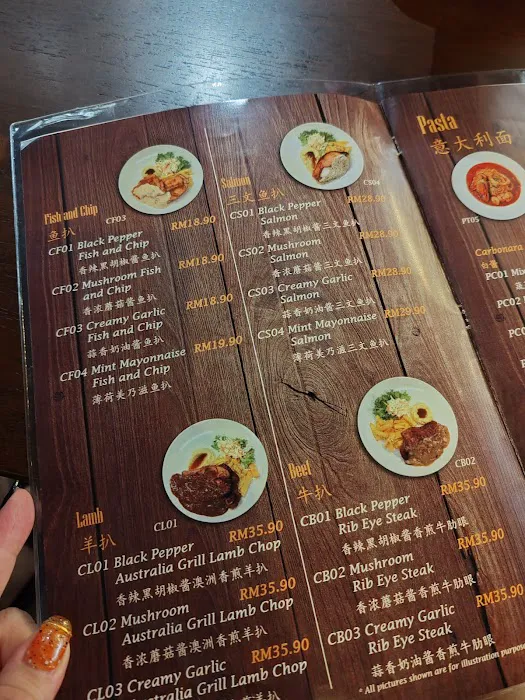 Fish and Chip
鱼扒
CF03
CF01 Black Pepper
Fish and Chip
RM18.90
香辣黑胡椒酱鱼扒
CF02 Mushroom Fish
and Chip
RM18.90
香浓蘑菇酱鱼扒
CF03 Creamy Garlic
Fish and Chip
RM18.90
蒜香奶油酱鱼扒
CF04 Mint Mayonnaise
Fish and Chip
RM19.90
薄荷美乃滋鱼扒
Salmon
三文鱼扒
CS04
CS01 Black Pepper
Salmon
RM28.90
香辣黑胡椒酱三文鱼扒
CS02 Mushroom
Salmon
RM28.90
香浓蘑菇酱三文鱼扒
CS03 Creamy Garlic
Salmon
RM28.90
蒜香奶油酱三文鱼扒
CS04 Mint Mayonnaise
Salmon
RM29.90
薄荷美乃滋三文鱼扒
Lamb
羊扒
CL01
CL01 Black Pepper
Australia Grill Lamb Chop
RM35.90
香辣黑胡椒酱澳洲香煎羊扒
CL02 Mushroom
Australia Grill Lamb Chop
RM35.90
香浓蘑菇酱澳洲香煎羊扒
CL03 Creamy Garlic
Australia Grill Lamb Chop
RM35.90
Beef
牛扒
CB02
CB01 Black Pepper
Rib Eye Steak
RM35.90
香辣黑胡椒酱香煎牛肋眼
CB02 Mushroom
Rib Eye Steak
RM35.90
香浓蘑菇酱香煎牛肋眼
CB03 Creamy Garlic
Rib Eye Steak
RM35.90
蒜香奶油酱香煎牛肋眼
* All pictures shown are for illustration purpose
Pasta
意大利面
PT05
Carbonara
白酱
PC01
PC02